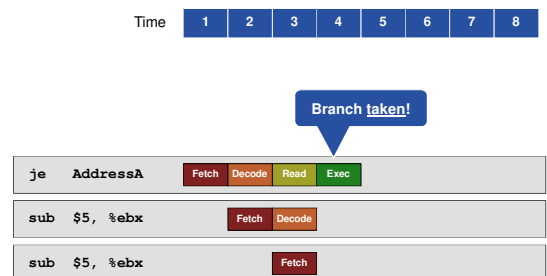 Time 1 2 3 4 5 6 7 8
Branch taken!
je AddressA Fetch Decode Read Exec
sub $5, %ebx Fetch Decode
sub $5, %ebx Fetch